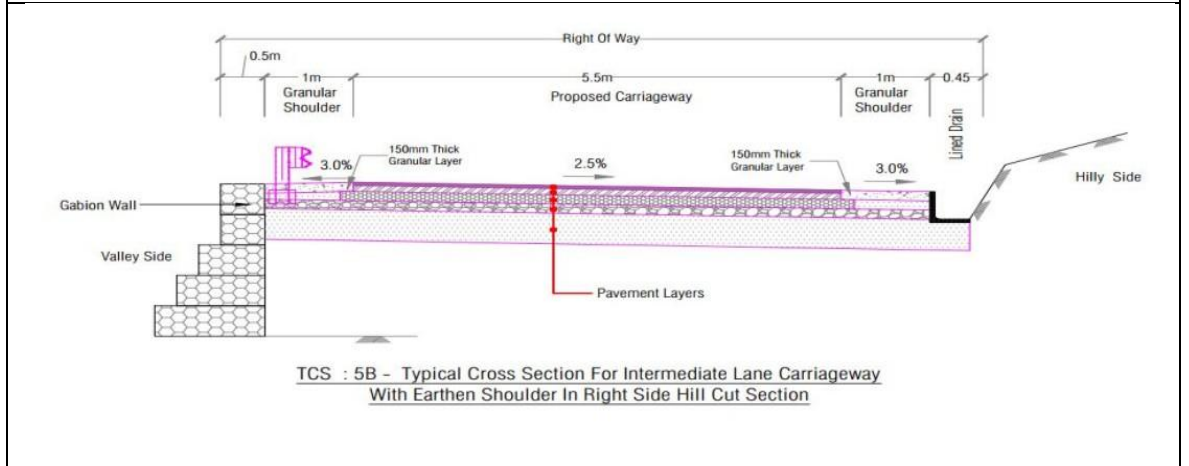 Right Of Way
0.5m
1m
Granular
Shoulder
5.5m
Proposed Carriageway
1m
Granular
Shoulder
0.45
Lined Drain
150mm Thick
Granular Layer
3.0%
2.5%
150mm Thick
Granular Layer
3.0%
Hilly Side
Gabion Wall
Valley Side
Pavement Layers
TCS : 5B - Typical Cross Section For Intermediate Lane Carriageway
With Earthen Shoulder In Right Side Hill Cut Section